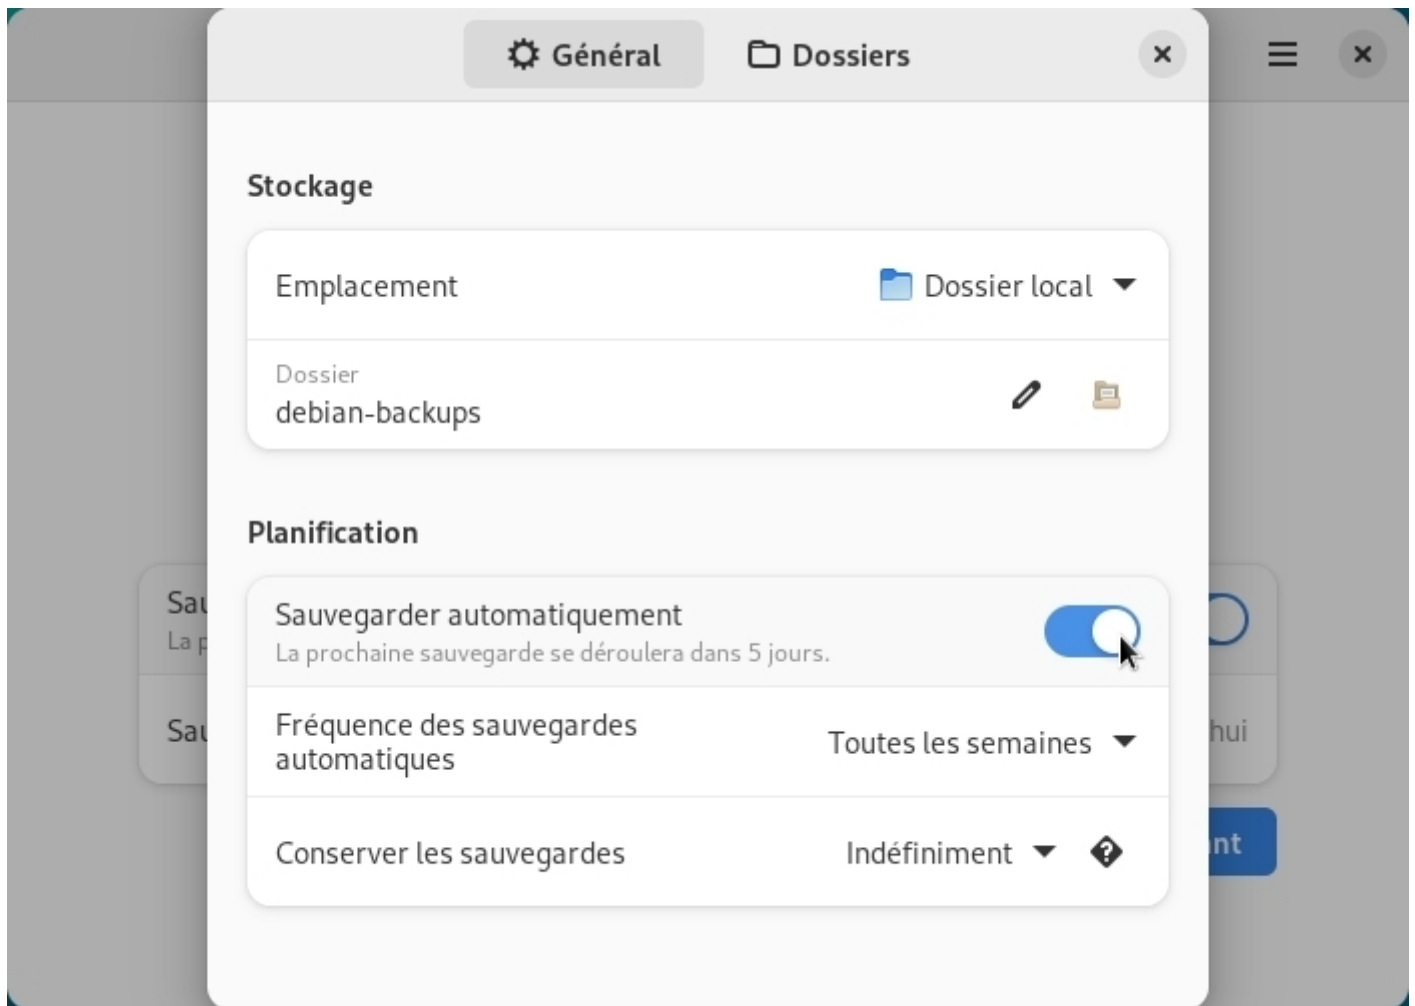 Général Dossiers
Stockage
Emplacement Dossier local
Dossier
debian-backups
Planification
Sauvegarder automatiquement
La prochaine sauvegarde se déroulera dans 5 jours.
Fréquence des sauvegardes
automatiques
Toutes les semaines
Conserver les sauvegardes Indéfiniment